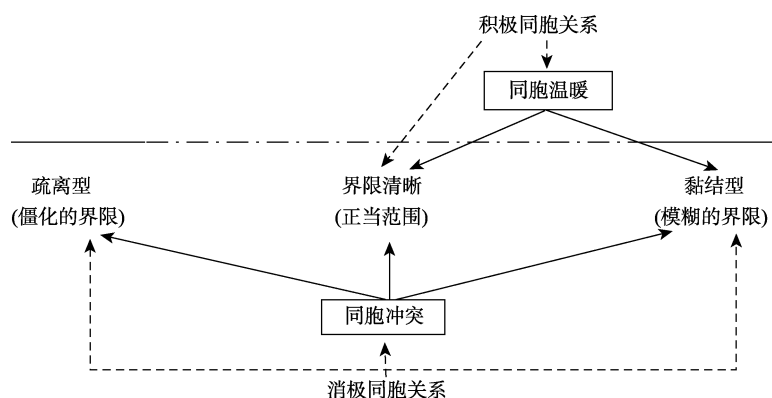 积极同胞关系
同胞温暖
疏离型
(僵化的界限)
界限清晰
(正当范围)
黏结型
(模糊的界限)
同胞冲突
消极同胞关系